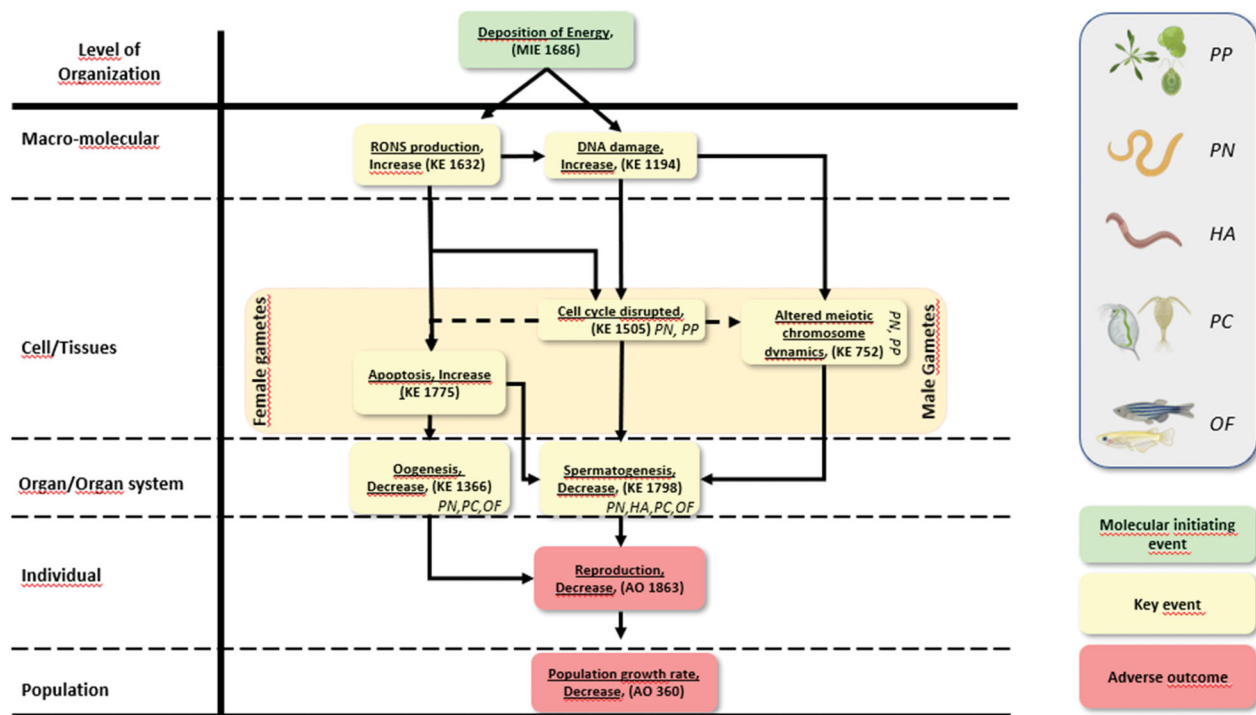 Level of
Organization
Deposition of Energy,
(MIE 1686)
Macro-molecular
RONS production,
Increase (KE 1632)
DNA damage,
Increase, (KE 1194)
Cell/Tissues
Female gametes
Cell cycle disrupted,
(KE 1505) PN, PP
Altered meiotic
chromosome
dynamics, (KE 752)
PN, PP
Male Gametes
Apoptosis, Increase
(KE 1775)
Organ/Organ system
Oogenesis,
Decrease, (KE 1366)
PN,PC,OF
Spermatogenesis,
Decrease, (KE 1798)
PN,HA,PC,OF
Individual
Reproduction,
Decrease, (AO 1863)
Population
Population growth rate,
Decrease, (AO 360)
PP
PN
HA
PC
OF
Molecular initiating
event
Key event
Adverse outcome